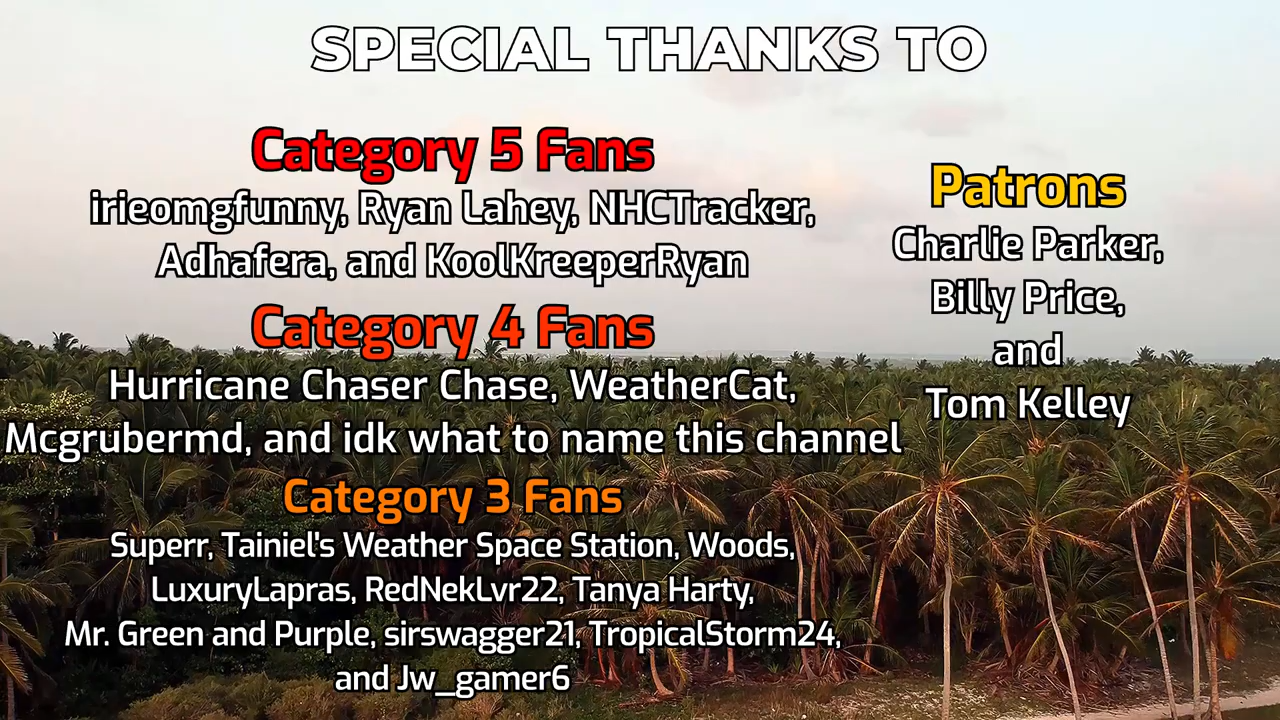 SPECIAL THANKS TO
Category 5 Fans
irieomgfunny, Ryan Lahey, NHCTracker,
Adhafera, and KoolKreeperRyan
Category 4 Fans
Hurricane Chaser Chase, WeatherCat,
Mcgrubermd, and idk what to name this channel
Category 3 Fans
Superr, Tainiel's Weather Space Station, Woods,
LuxuryLapras, RedNekLvr22, Tanya Harty,
Mr. Green and Purple, sirswagger21, TropicalStorm24,
and Jw_gamer6
Patrons
Charlie Parker,
Billy Price,
and
Tom Kelley